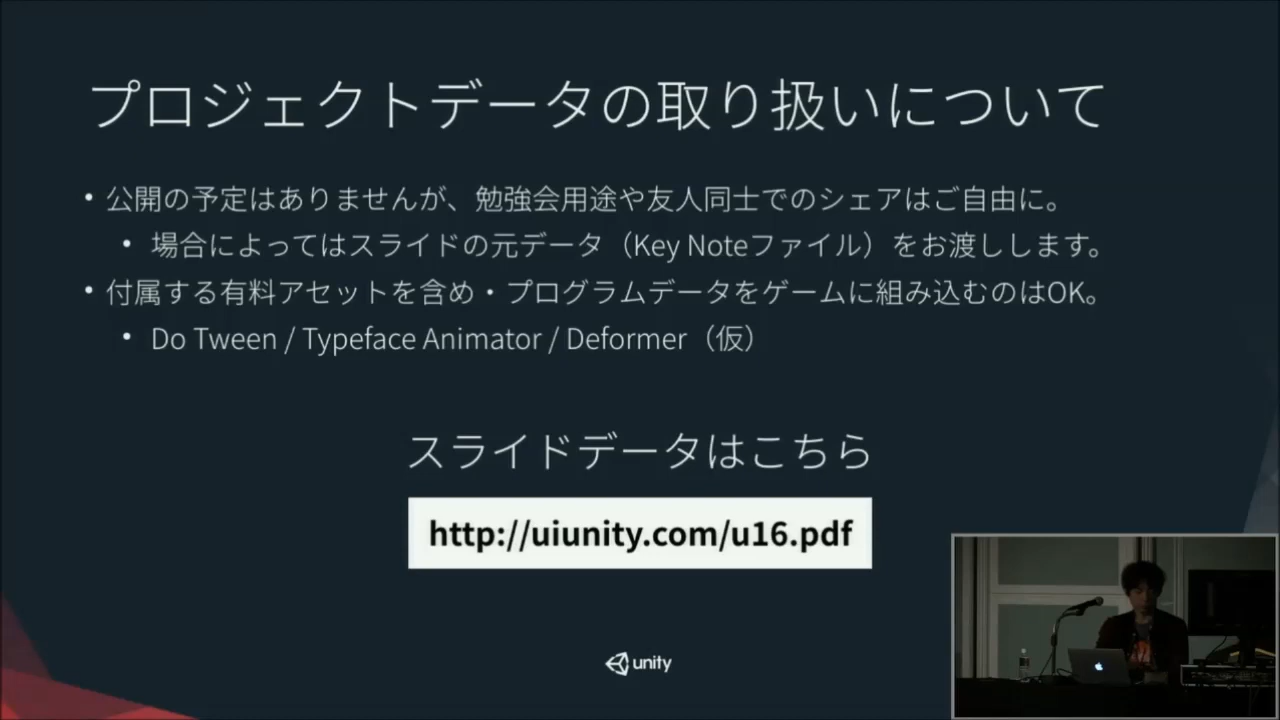 プロジェクトデータの取り扱いについて
• 公開の予定はありませんが、勉強会用途や友人同士でのシェアはご自由に。
• 場合によってはスライドの元データ（Key Noteファイル）をお渡しします。
• 付属する有料アセットを含め・プログラムデータをゲームに組み込むのはOK。
• Do Tween / Typeface Animator / Deformer（仮）
スライドデータはこちら
http://uiunity.com/u16.pdf
unity